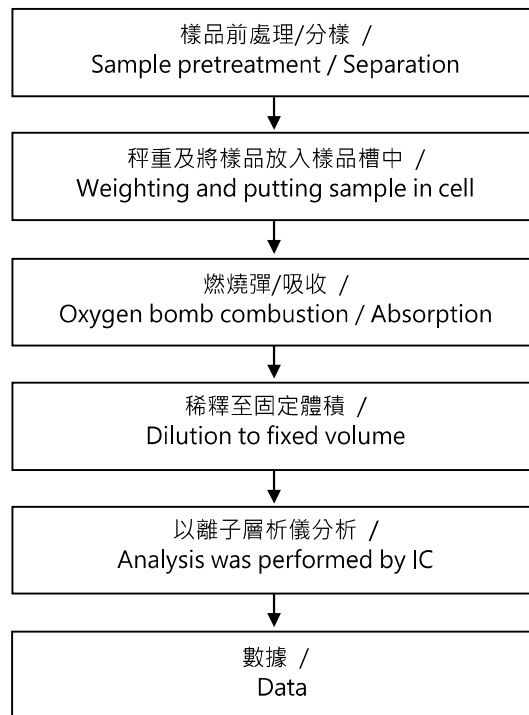 樣品前處理/分樣 /
Sample pretreatment / Separation
秤重及將樣品放入樣品槽中 /
Weighting and putting sample in cell
燃燒彈/吸收 /
Oxygen bomb combustion / Absorption
稀釋至固定體積 /
Dilution to fixed volume
以離子層析儀分析 /
Analysis was performed by IC
數據 /
Data